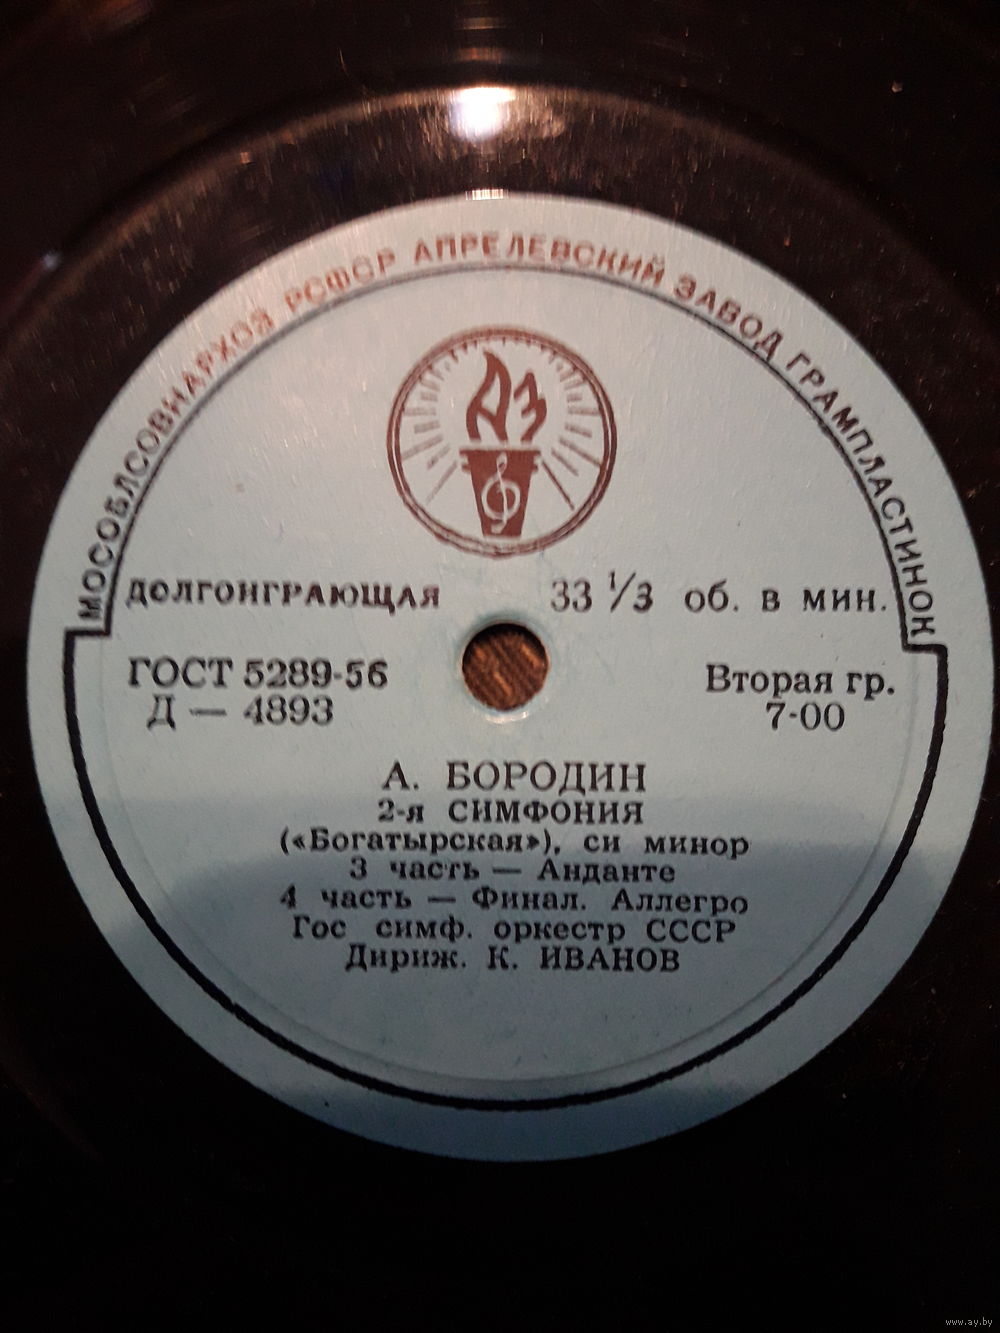 МОСОБЛСОВНАРХОЗ РСФСР АПРЕЛЕВСКИЙ ЗАВОД ГРАМПЛАСТИНОК
АЗ
ДОЛГОИГРАЮЩАЯ 33 1/3 об. в мин.
ГОСТ 5289-56 Вторая гр.
Д — 4893 7-00
А. БОРОДИН
2-я СИМФОНИЯ
(«Богатырская»), си минор
3 часть — Анданте
4 часть — Финал. Аллегро
Гос симф. оркестр СССР
Дириж. К. ИВАНОВ
www.ay.by